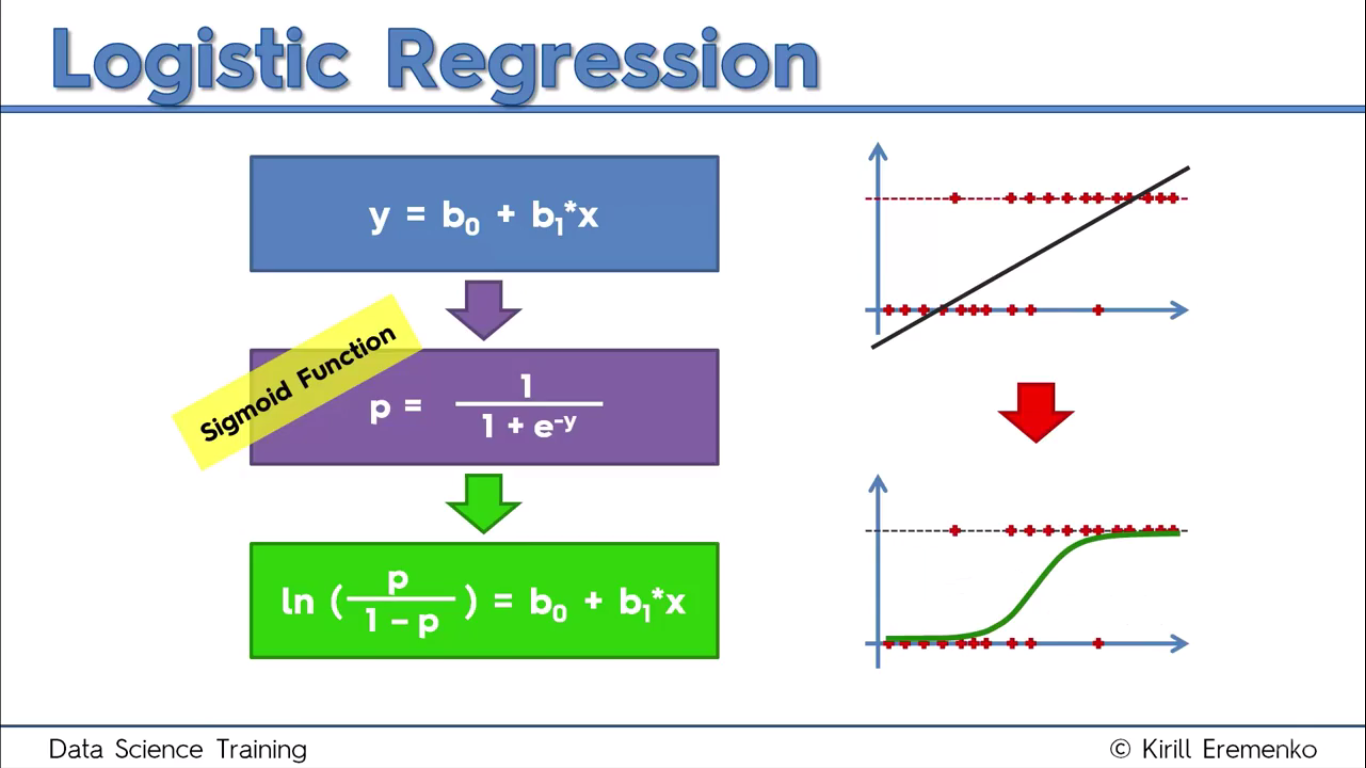 Logistic Regression
y = b₀ + b₁*x
Sigmoid Function
p = 1 / 1 + e⁻ʸ
ln ( p / 1 - p ) = b₀ + b₁*x
Data Science Training
© Kirill Eremenko